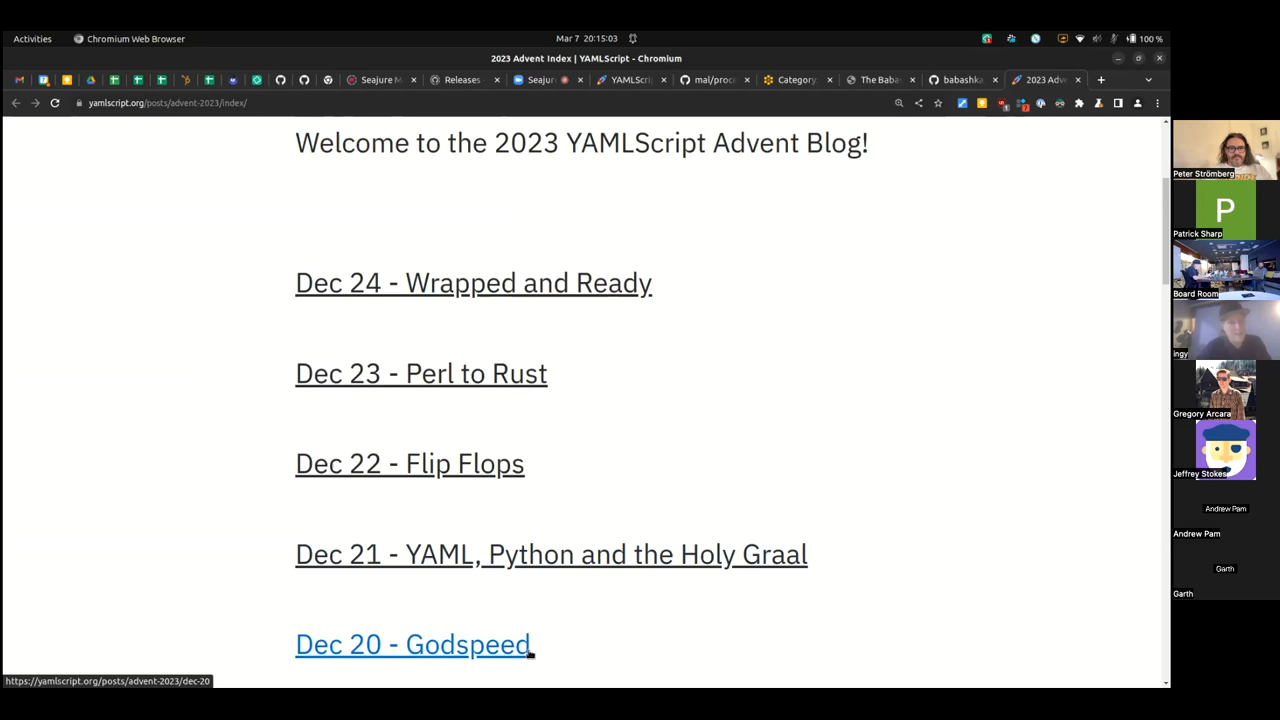 Activities
Chromium Web Browser
Mar 7 20:15:03
100 %
2023 Advent Index | YAMLScript - Chromium
Seajure M
Releases -
Seajur
YAMLScri
mal/proce
Category:
The Baba
babashka
2023 Adve
yamlscript.org/posts/advent-2023/index/
Welcome to the 2023 YAMLScript Advent Blog!
Dec 24 - Wrapped and Ready
Dec 23 - Perl to Rust
Dec 22 - Flip Flops
Dec 21 - YAML, Python and the Holy Graal
Dec 20 - Godspeed
https://yamlscript.org/posts/advent-2023/dec-20
Peter Strömberg
P
Patrick Sharp
Board Room
ingy
Gregory Arcara
Jeffrey Stokes
Andrew Pam
Andrew Pam
Garth
Garth